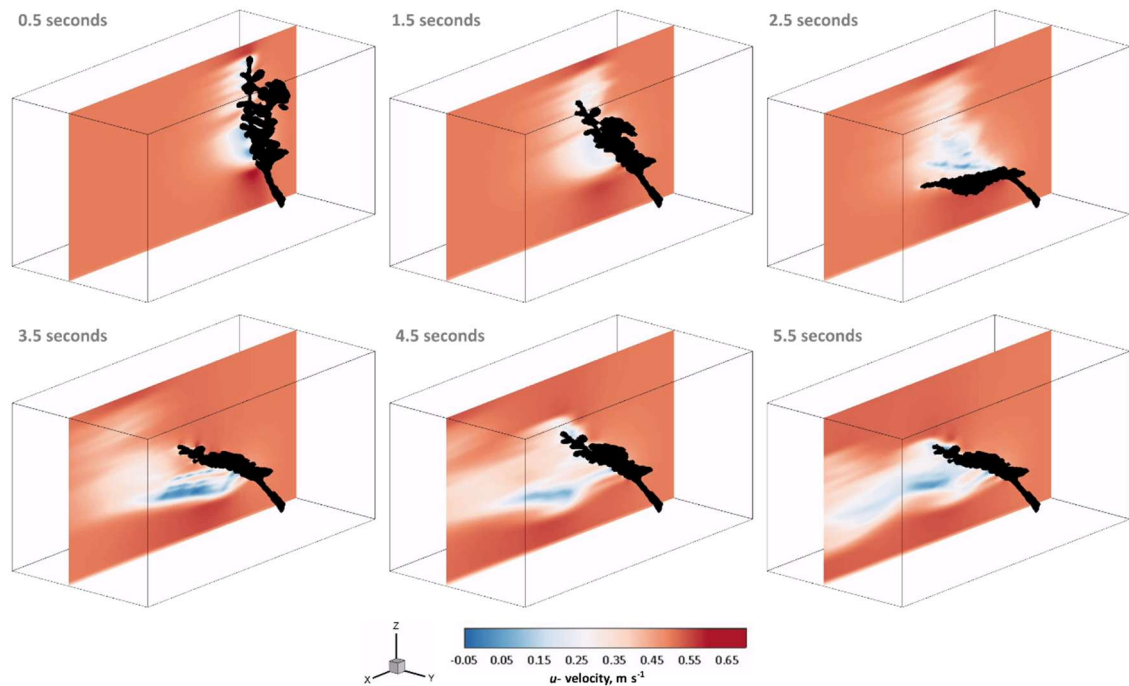 0.5 seconds
1.5 seconds
2.5 seconds
3.5 seconds
4.5 seconds
5.5 seconds
Z
X
Y
-0.05 0.05 0.15 0.25 0.35 0.45 0.55 0.65
u- velocity, m s⁻¹